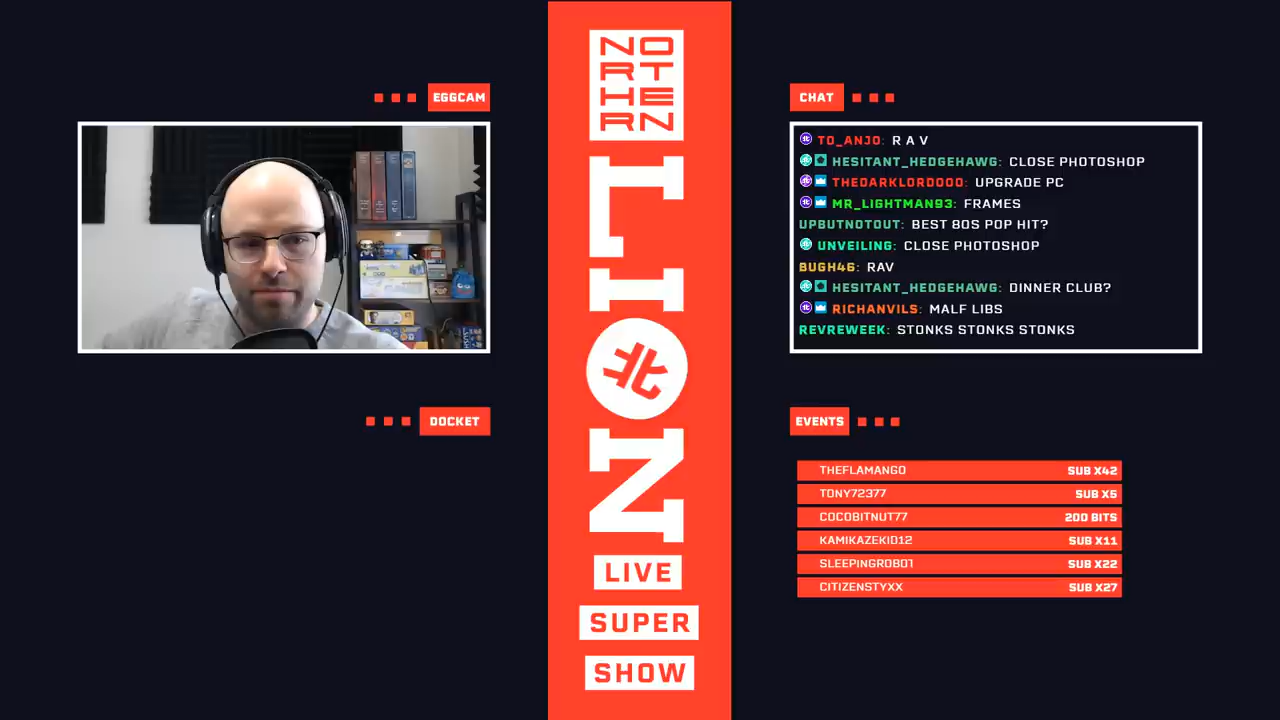 EGGCAM
DOCKET
NO
RT
HE
RN
LION
LIVE
SUPER
SHOW
CHAT
TO_ANJO: R A V
HESITANT_HEDGEHAWG: CLOSE PHOTOSHOP
THEDARKLORDOOO: UPGRADE PC
MR_LIGHTMAN93: FRAMES
UPBUTNOTOUT: BEST 80S POP HIT?
UNVEILING: CLOSE PHOTOSHOP
BUGH46: RAV
HESITANT_HEDGEHAWG: DINNER CLUB?
RICHANVILS: MALF LIBS
REVREWEEK: STONKS STONKS STONKS
EVENTS
THEFLAMANGO SUB X42
TONY72377 SUB X5
COCOBITNUT77 200 BITS
KAMIKAZEKID12 SUB X11
SLEEPINGROBO1 SUB X22
CITIZENSTYXX SUB X27